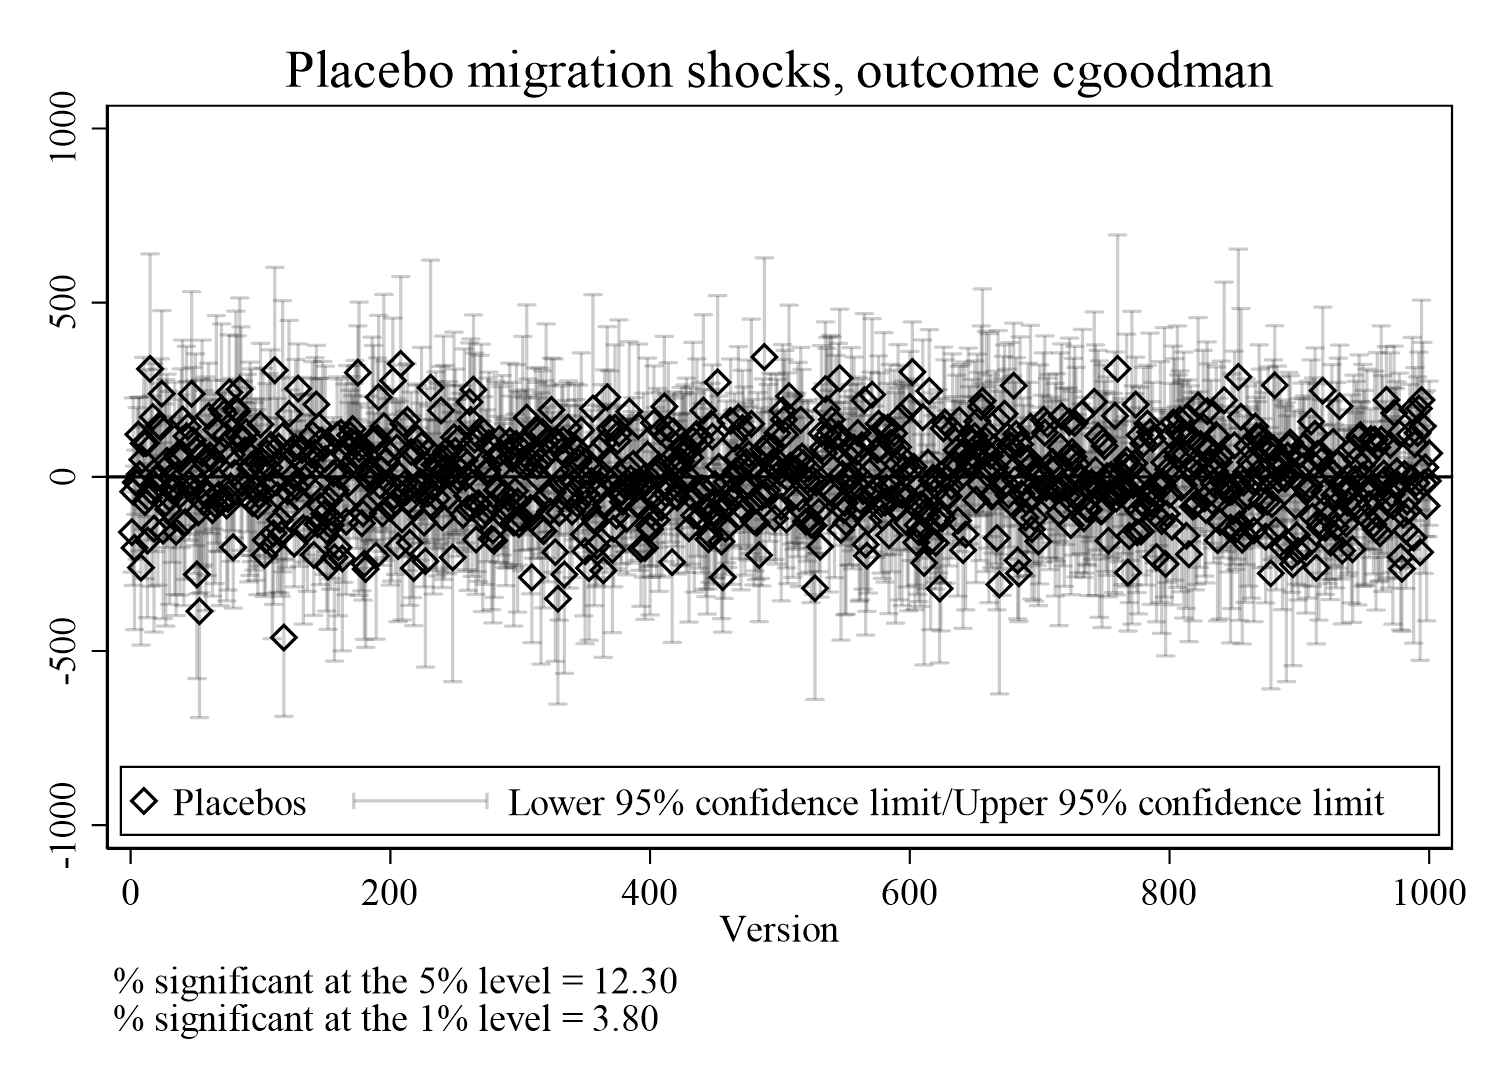 Placebo migration shocks, outcome cgoodman
1000
500
0
-500
-1000
Placebos
Lower 95% confidence limit/Upper 95% confidence limit
0 200 400 600 800 1000
Version
% significant at the 5% level = 12.30
% significant at the 1% level = 3.80